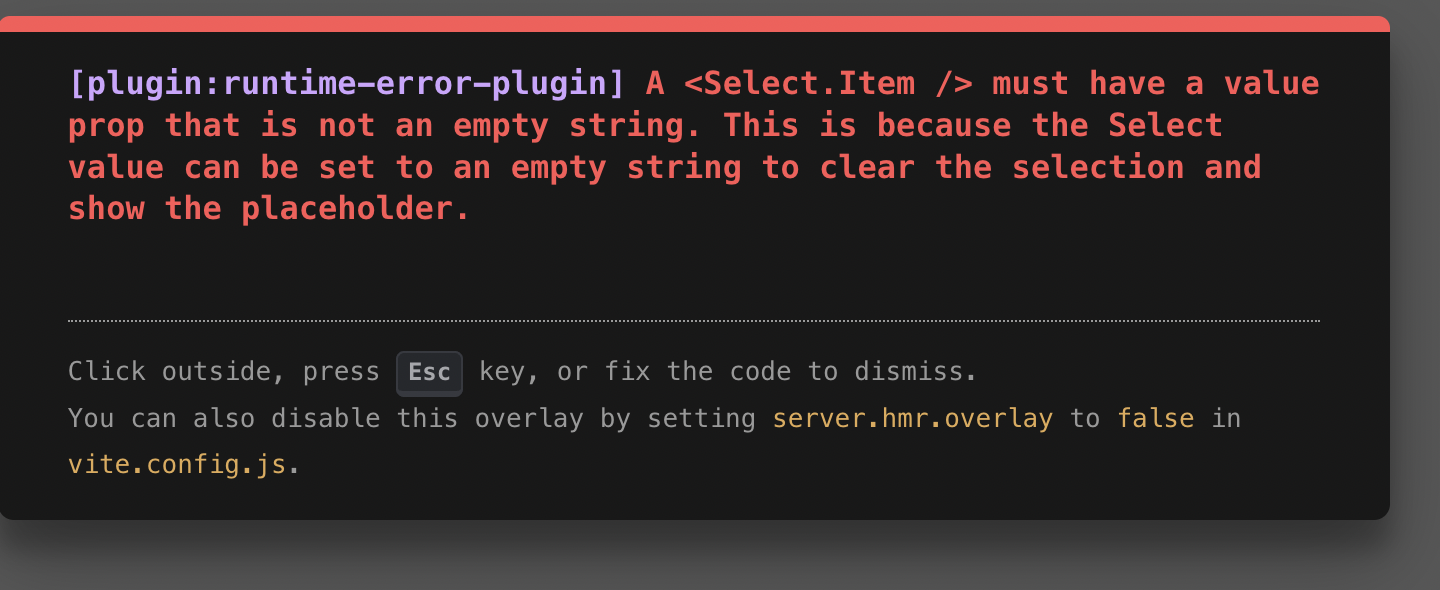 [plugin:runtime-error-plugin] A <Select.Item /> must have a value
prop that is not an empty string. This is because the Select
value can be set to an empty string to clear the selection and
show the placeholder.
Click outside, press Esc key, or fix the code to dismiss.
You can also disable this overlay by setting server.hmr.overlay to false in
vite.config.js.